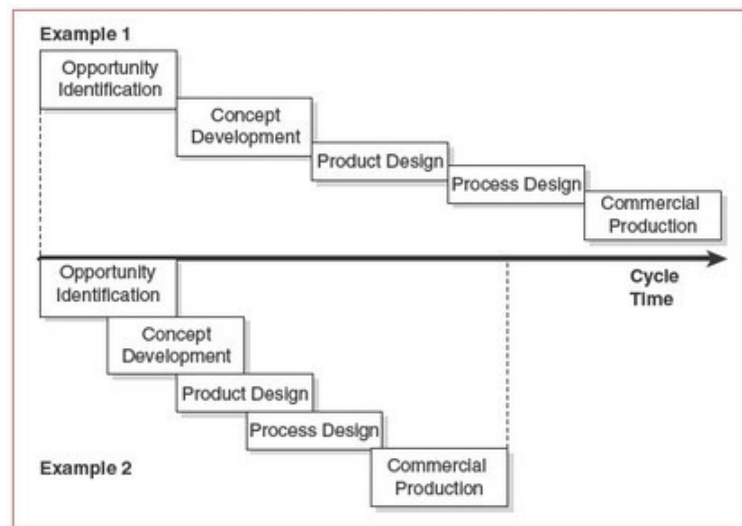 Example 1
Opportunity
Identification
Concept
Development
Product Design
Process Design
Commercial
Production
Opportunity
Identification
Cycle
Time
Concept
Development
Product Design
Process Design
Commercial
Production
Example 2